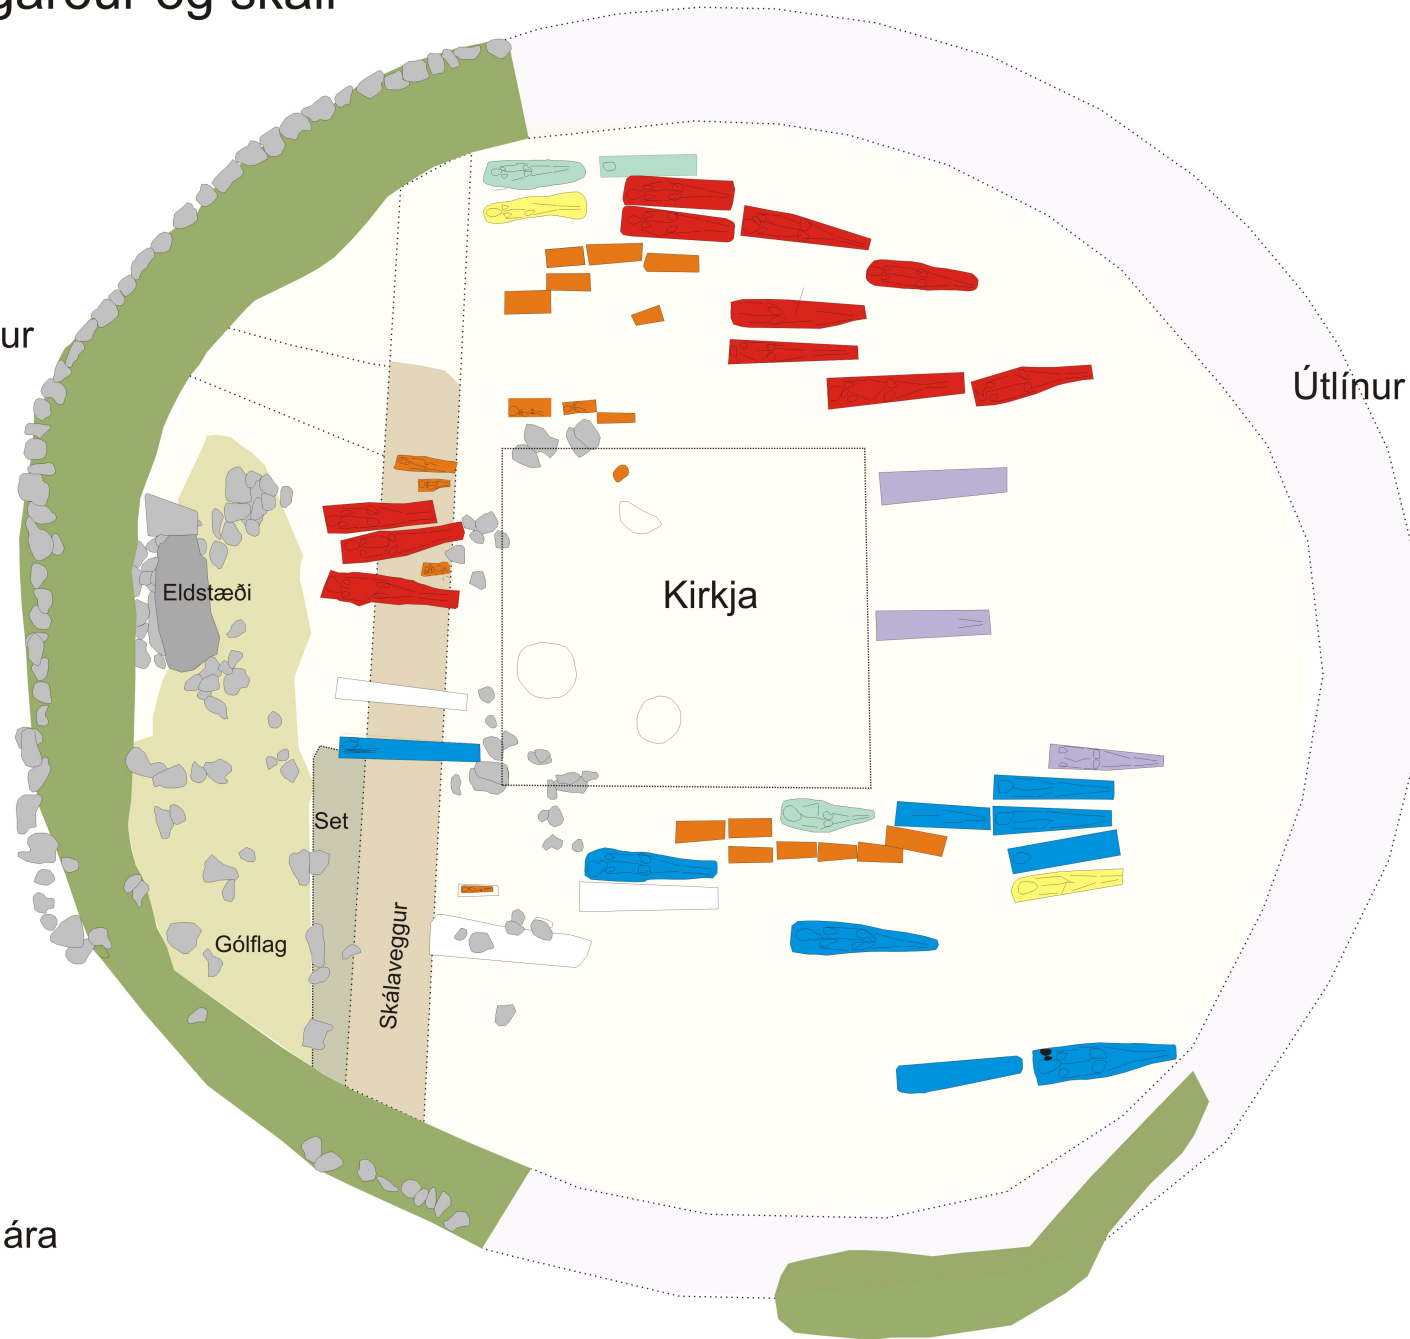 garður og skáli
ur
Útlínur
Eldstæði
Kirkja
Set
Gólflag
Skálaveggur
ára